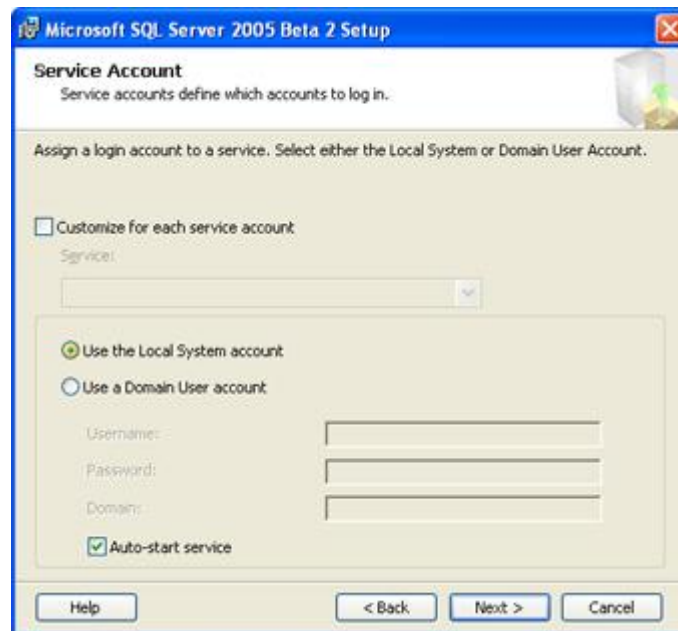 Microsoft SQL Server 2005 Beta 2 Setup
Service Account
Service accounts define which accounts to log in.
Assign a login account to a service. Select either the Local System or Domain User Account.
Customize for each service account
Service:
Use the Local System account
Use a Domain User account
Username:
Password:
Domain:
Auto-start service
Help
< Back
Next >
Cancel